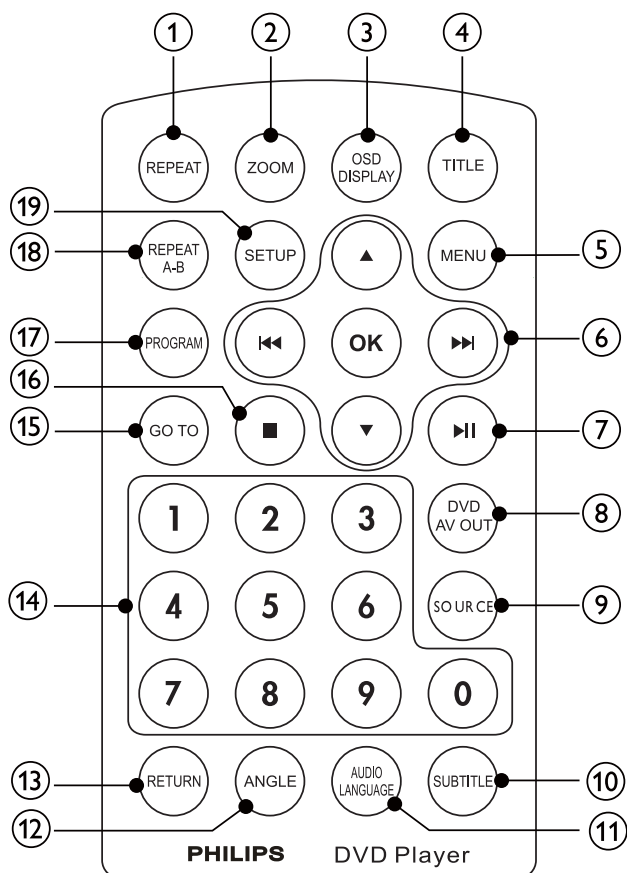 1 2 3 4
REPEAT ZOOM OSD DISPLAY TITLE
19
18 REPEAT A-B SETUP MENU 5
17 PROGRAM OK 6
16
15 GO TO 7
1 2 3 DVD AV OUT 8
14 4 5 6 SOURCE 9
7 8 9 0
13 RETURN ANGLE AUDIO LANGUAGE SUBTITLE 10
12 11
PHILIPS DVD Player